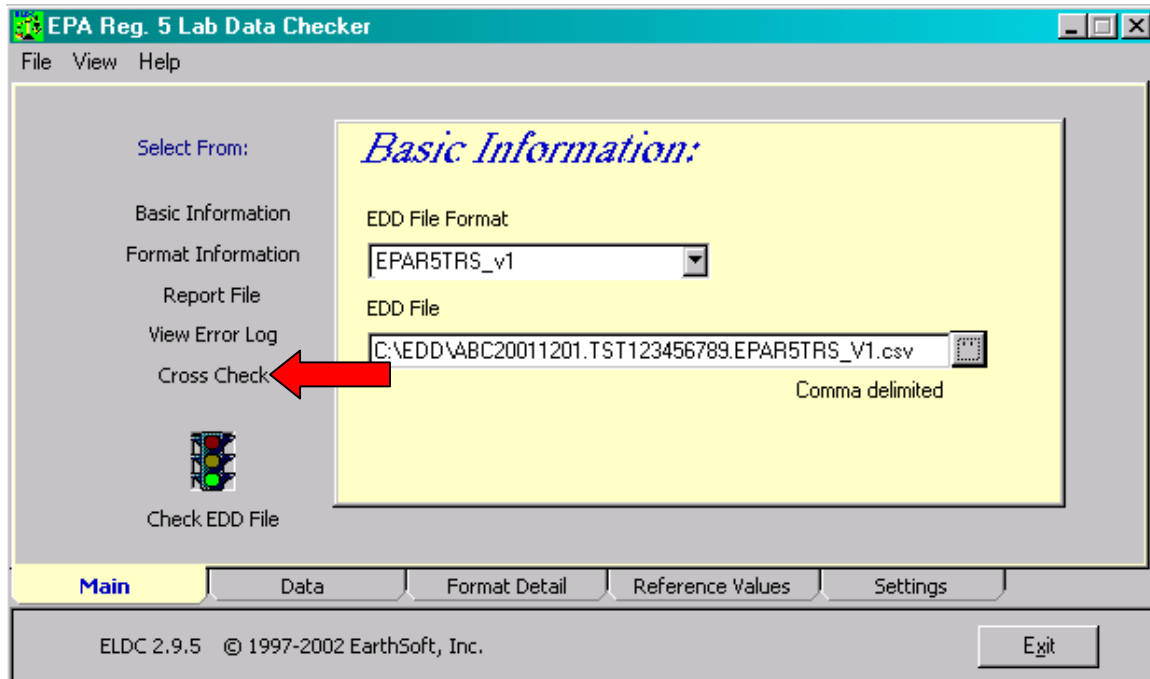 EPA Reg. 5 Lab Data Checker
File View Help
Select From:
Basic Information
Format Information
Report File
View Error Log
Cross Check
Check EDD File
Basic Information:
EDD File Format
EPAR5TRS_v1
EDD File
C:\EDD\ABC20011201.TST123456789.EPAR5TRS_V1.csv
Comma delimited
Main Data Format Detail Reference Values Settings
ELDC 2.9.5 © 1997-2002 EarthSoft, Inc.
Exit